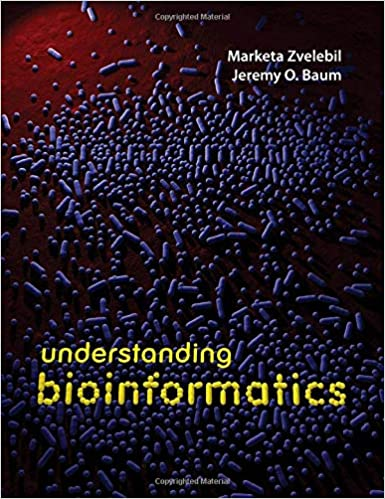 Copyrighted Material
Marketa Zvelebil
Jeremy O. Baum
understanding
bioinformatics
Copyrighted Material